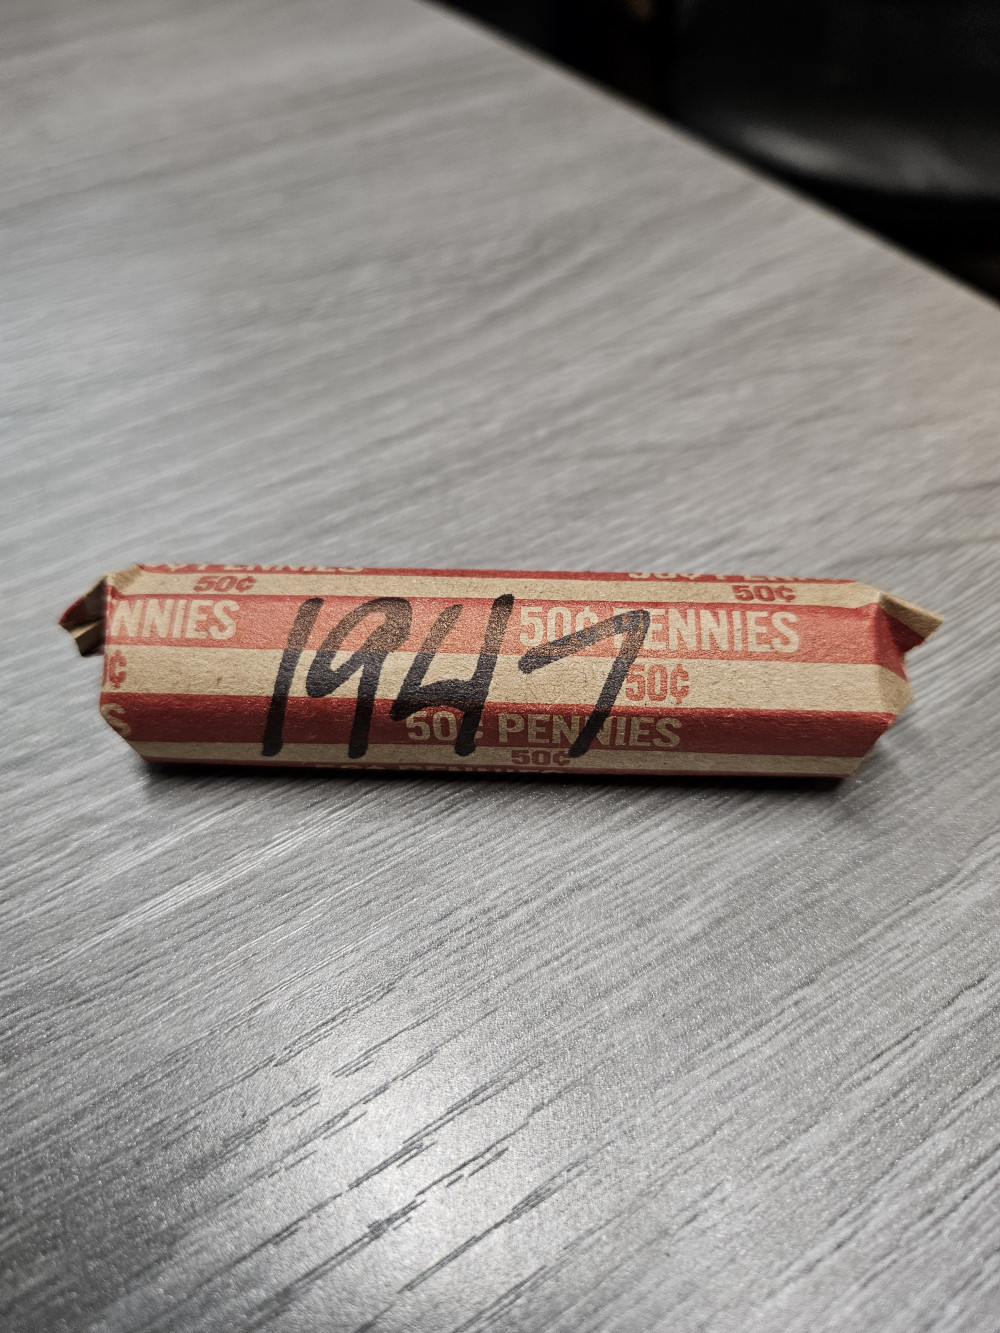 50¢ 50¢
NNIES 50¢ PENNIES
1947
¢ 50¢
S 50¢ PENNIES
50¢